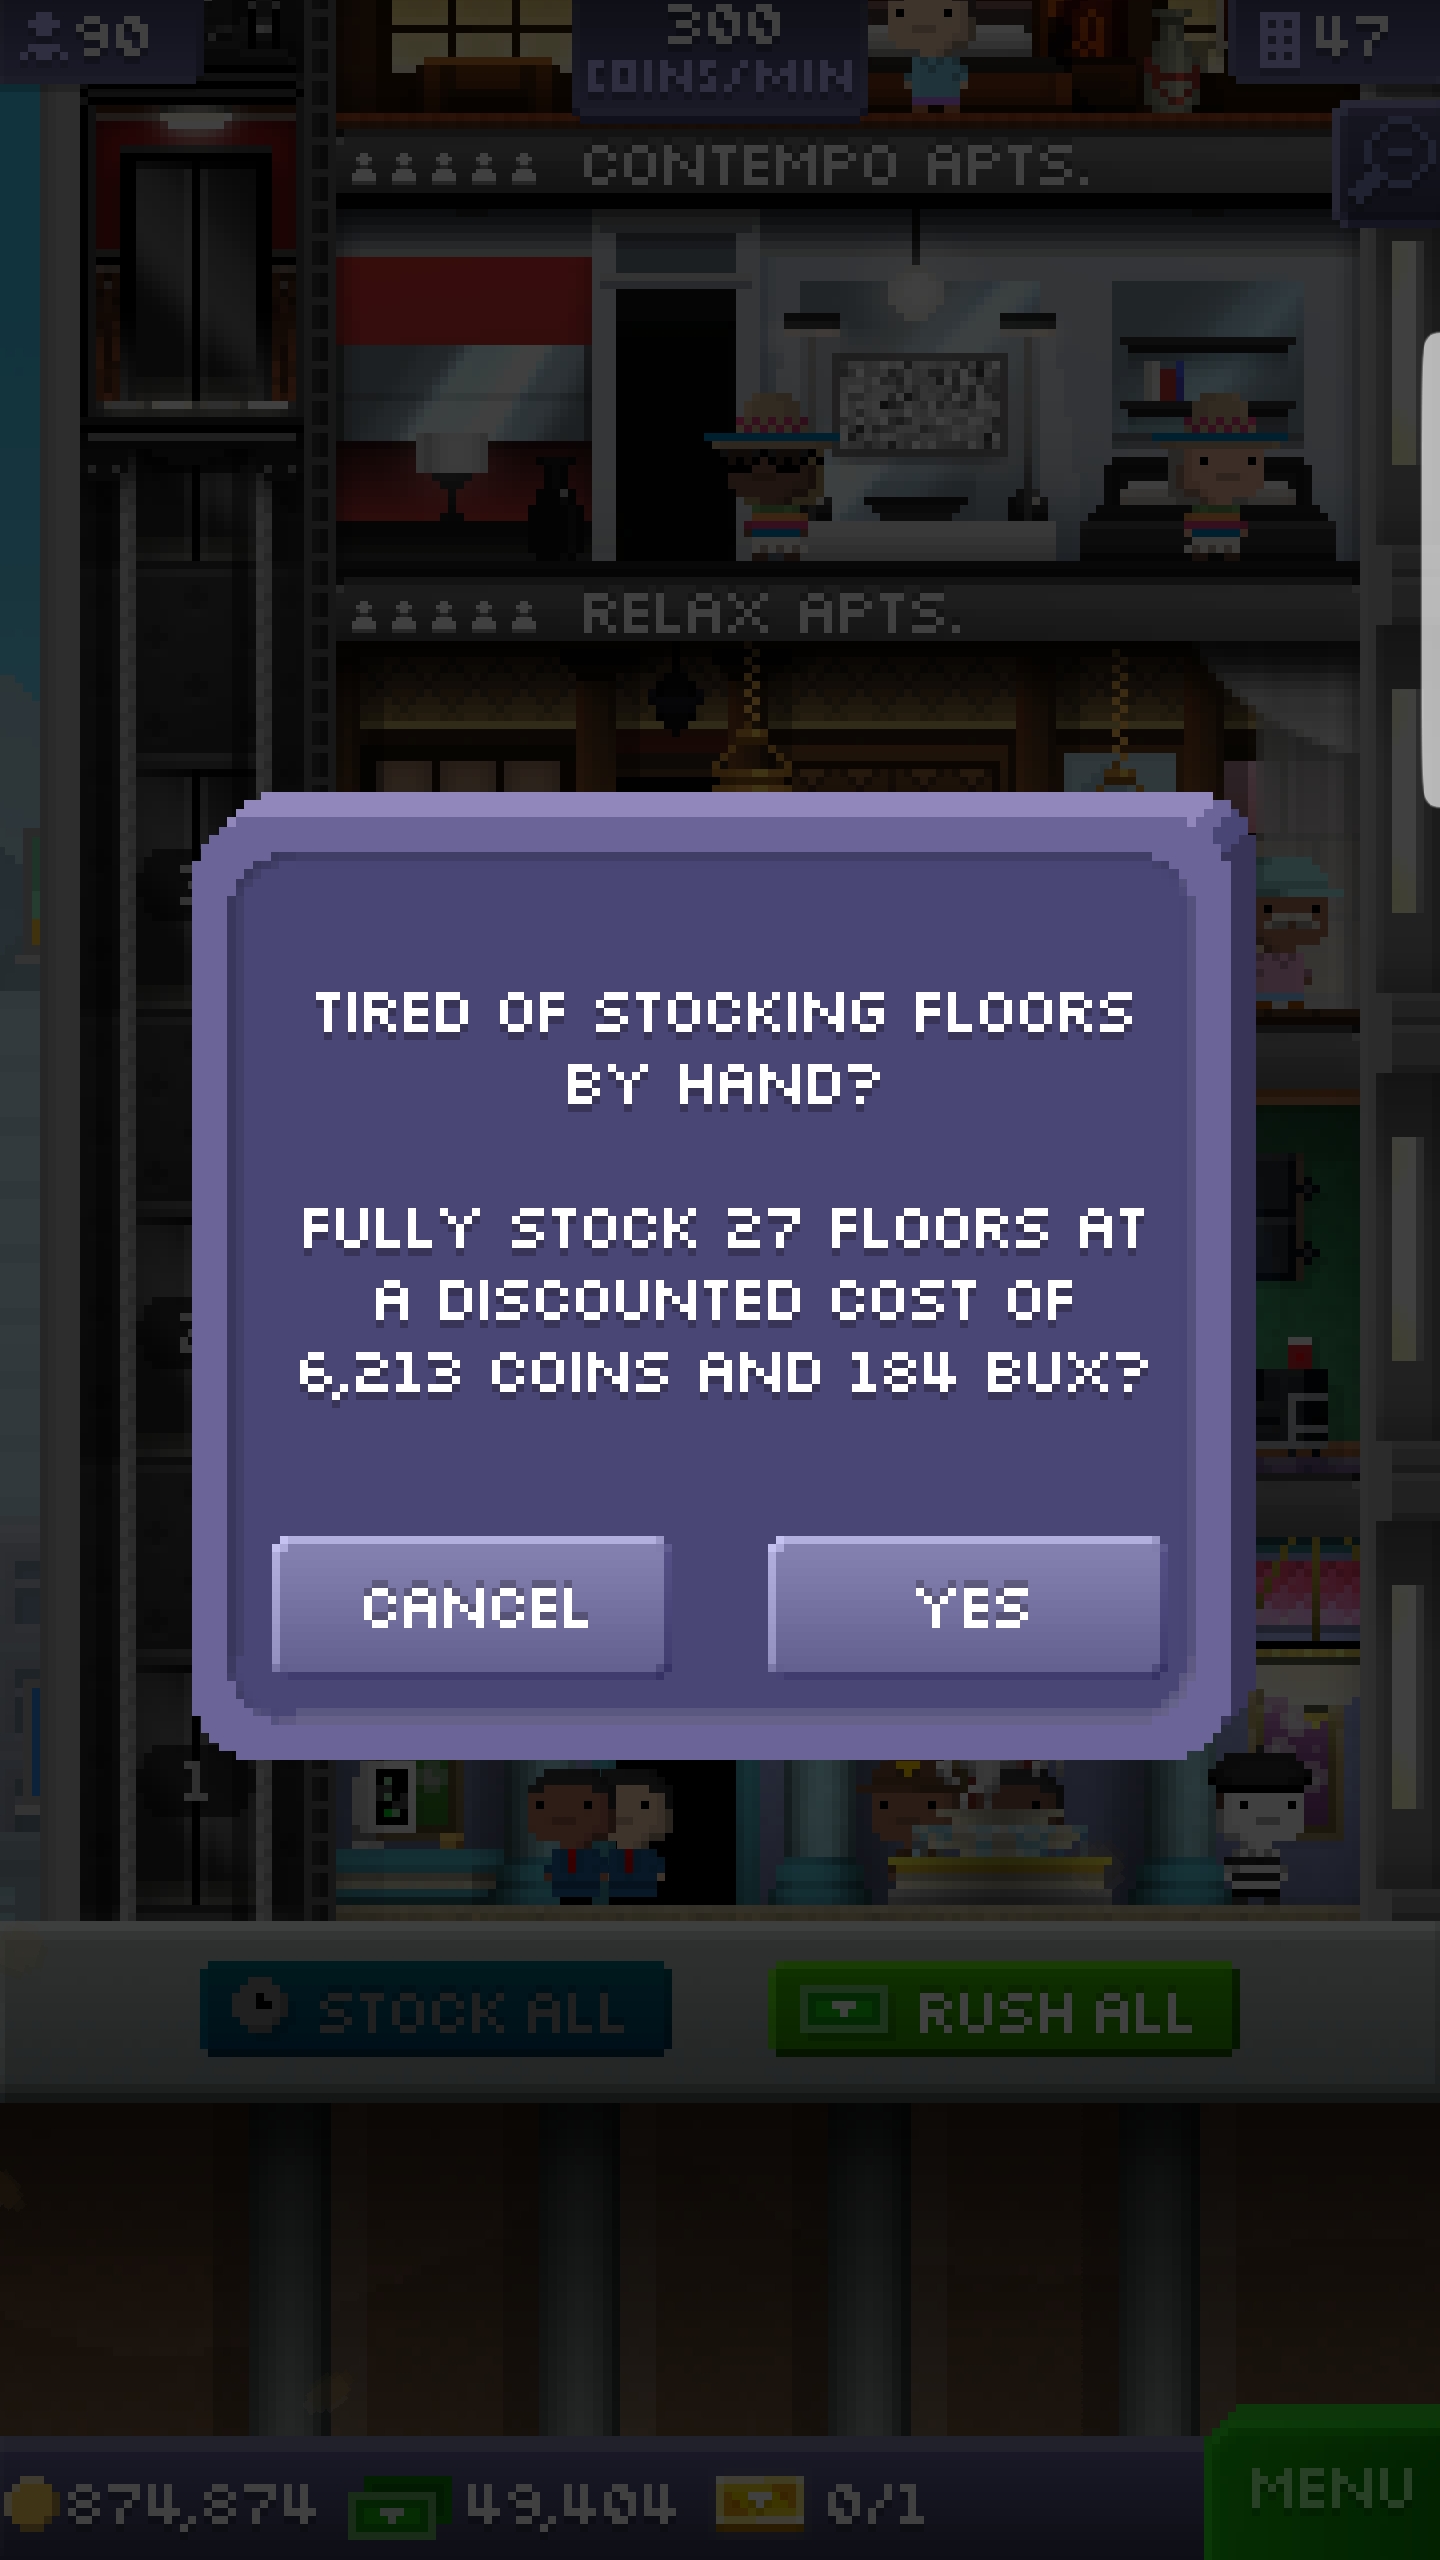 90
300
COINS/MIN
47
CONTEMPO APTS.
RELAX APTS.
TIRED OF STOCKING FLOORS
BY HAND?
FULLY STOCK 27 FLOORS AT
A DISCOUNTED COST OF
6,213 COINS AND 184 BUX?
CANCEL
YES
1
STOCK ALL
RUSH ALL
874,874
49,404
0/1
MENU